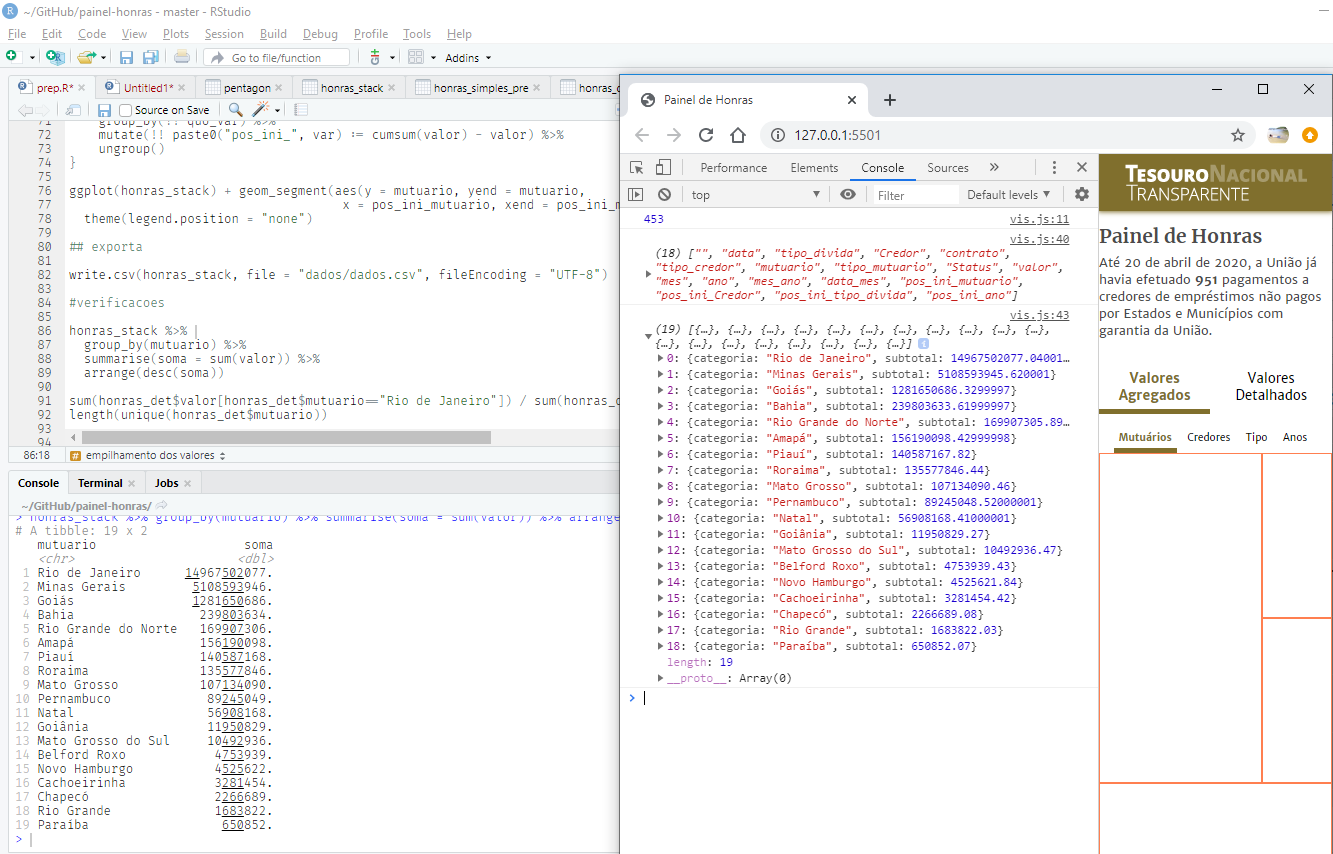 ~/GitHub/painel-honras - master - RStudio
File Edit Code View Plots Session Build Debug Profile Tools Help
Go to file/function Addins
prep.R* Untitled1* pentagon honras_stack honras_simples_pre
Source on Save
71 group_by(!! quo_var) %>%
72 mutate(!! paste0("pos_ini_", var) := cumsum(valor) - valor) %>%
73 ungroup()
74 }
75
76 ggplot(honras_stack) + geom_segment(aes(y = mutuario, yend = mutuario,
77 x = pos_ini_mutuario, xend = pos_ini_m
78 theme(legend.position = "none")
79
80 ## exporta
81
82 write.csv(honras_stack, file = "dados/dados.csv", fileEncoding = "UTF-8")
83
84 #verificacoes
85
86 honras_stack %>%
87 group_by(mutuario) %>%
88 summarise(soma = sum(valor)) %>%
89 arrange(desc(soma))
90
91 sum(honras_det$valor[honras_det$mutuario=="Rio de Janeiro"]) / sum(honras_d
92 length(unique(honras_det$mutuario))
93
94
86:18 empilhamento dos valores
Console Terminal Jobs
~/GitHub/painel-honras/
> honras_stack %>% group_by(mutuario) %>% summarise(soma = sum(valor)) %>% arrange
# A tibble: 19 x 2
mutuario soma
<chr> <dbl>
1 Rio de Janeiro 14967502077.
2 Minas Gerais 5108593946.
3 Goiás 1281650686.
4 Bahia 239803634.
5 Rio Grande do Norte 169907306.
6 Amapá 156190098.
7 Piauí 140587168.
8 Roraima 135577846.
9 Mato Grosso 107134090.
10 Pernambuco 89245049.
11 Natal 56908168.
12 Goiânia 11950829.
13 Mato Grosso do Sul 10492936.
14 Belford Roxo 4753939.
15 Novo Hamburgo 4525622.
16 Cachoeirinha 3281454.
17 Chapecó 2266689.
18 Rio Grande 1683822.
19 Paraíba 650852.
>
Painel de Honras
127.0.0.1:5501
Performance Elements Console Sources »
top Filter Default levels
453 vis.js:11
vis.js:40
(18) ["", "data", "tipo_divida", "Credor", "contrato",
"tipo_credor", "mutuario", "tipo_mutuario", "Status", "valor",
"mes", "ano", "mes_ano", "data_mes", "pos_ini_mutuario",
"pos_ini_Credor", "pos_ini_tipo_divida", "pos_ini_ano"]
vis.js:43
(19) [{…}, {…}, {…}, {…}, {…}, {…}, {…}, {…}, {…}, {…},
{…}, {…}, {…}, {…}, {…}, {…}, {…}, {…}, {…}]
0: {categoria: "Rio de Janeiro", subtotal: 14967502077.04001…
1: {categoria: "Minas Gerais", subtotal: 5108593945.620001}
2: {categoria: "Goiás", subtotal: 1281650686.3299997}
3: {categoria: "Bahia", subtotal: 239803633.61999997}
4: {categoria: "Rio Grande do Norte", subtotal: 169907305.89…
5: {categoria: "Amapá", subtotal: 156190098.42999998}
6: {categoria: "Piauí", subtotal: 140587167.82}
7: {categoria: "Roraima", subtotal: 135577846.44}
8: {categoria: "Mato Grosso", subtotal: 107134090.46}
9: {categoria: "Pernambuco", subtotal: 89245048.52000001}
10: {categoria: "Natal", subtotal: 56908168.41000001}
11: {categoria: "Goiânia", subtotal: 11950829.27}
12: {categoria: "Mato Grosso do Sul", subtotal: 10492936.47}
13: {categoria: "Belford Roxo", subtotal: 4753939.43}
14: {categoria: "Novo Hamburgo", subtotal: 4525621.84}
15: {categoria: "Cachoeirinha", subtotal: 3281454.42}
16: {categoria: "Chapecó", subtotal: 2266689.08}
17: {categoria: "Rio Grande", subtotal: 1683822.03}
18: {categoria: "Paraíba", subtotal: 650852.07}
length: 19
__proto__: Array(0)
>
TESOURONACIONAL
TRANSPARENTE
Painel de Honras
Até 20 de abril de 2020, a União já
havia efetuado 951 pagamentos a
credores de empréstimos não pagos
por Estados e Municípios com
garantia da União.
Valores Valores
Agregados Detalhados
Mutuários Credores Tipo Anos